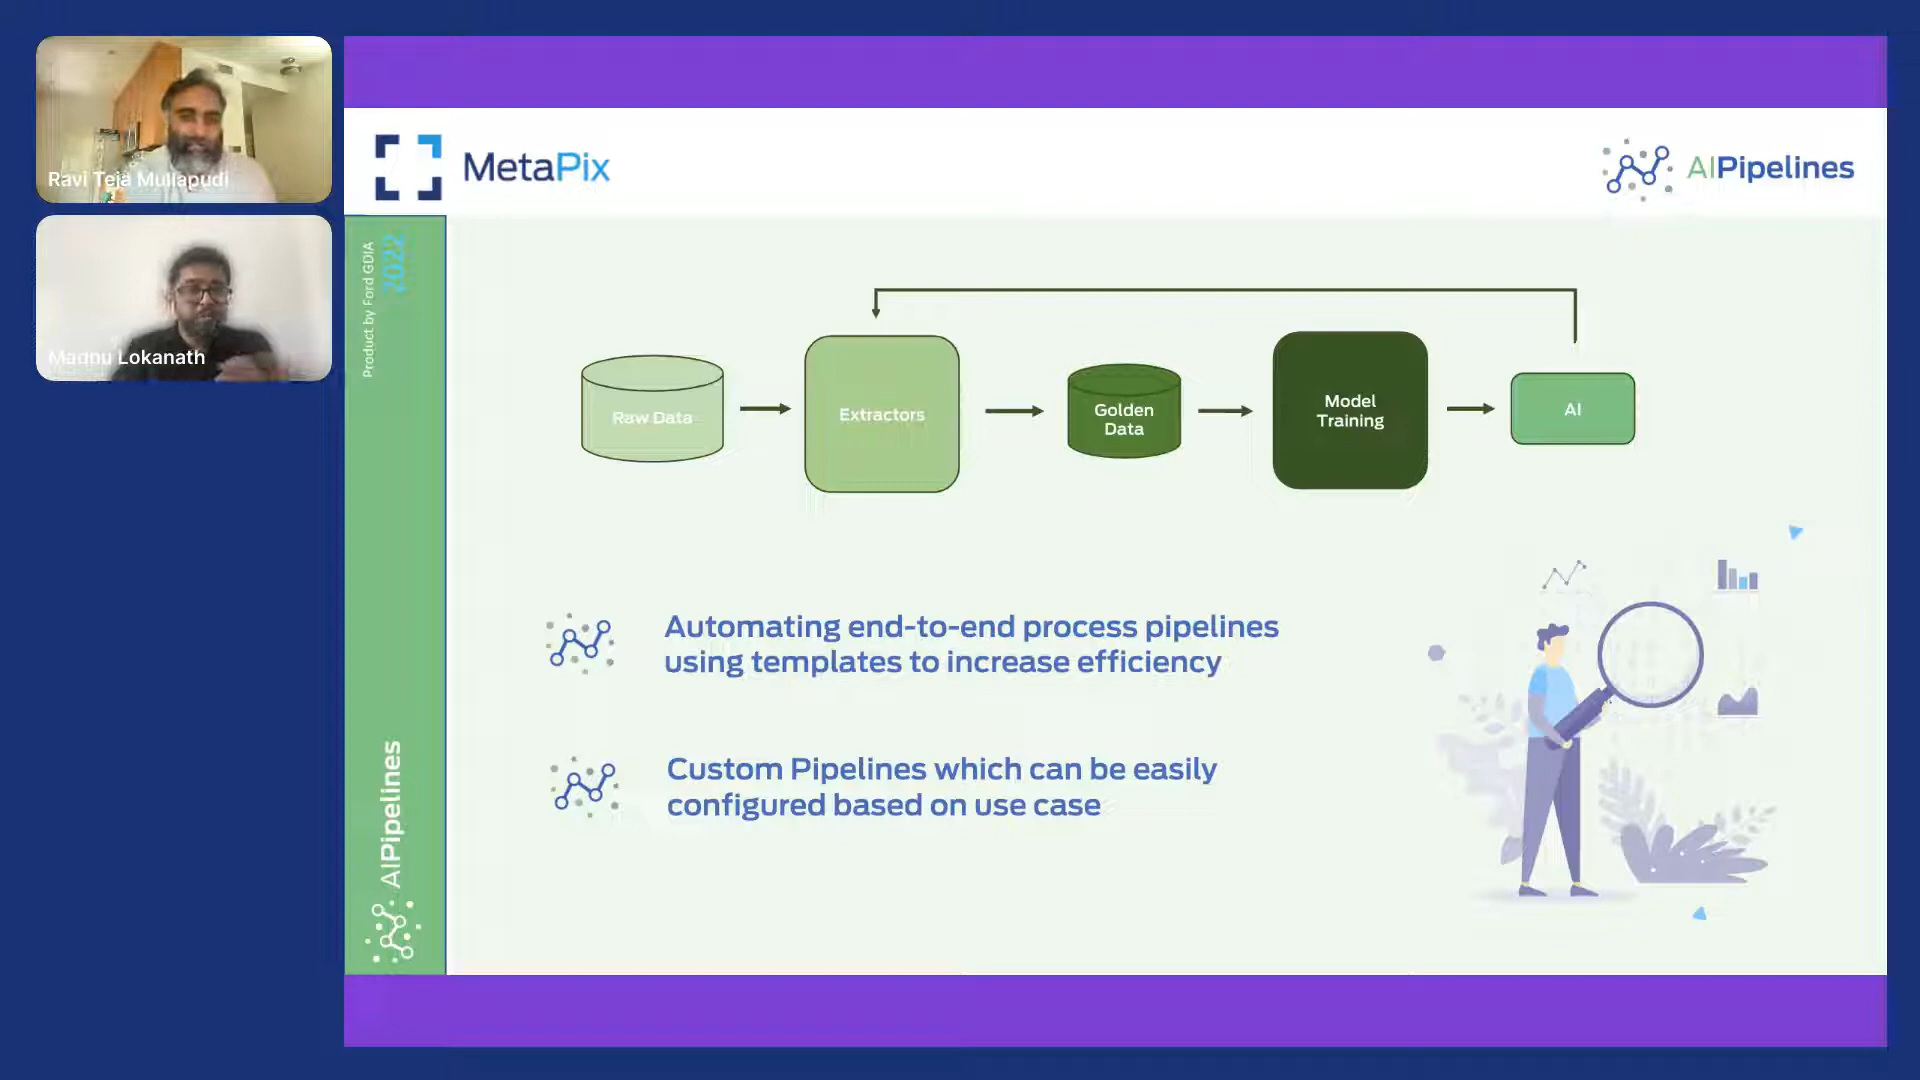 Ravi Teja Mullapudi
Madhu Lokanath
MetaPix
AIPipelines
Product by Ford GDIA
2022
AIPipelines
Raw Data
Extractors
Golden
Data
Model
Training
AI
Automating end-to-end process pipelines
using templates to increase efficiency
Custom Pipelines which can be easily
configured based on use case